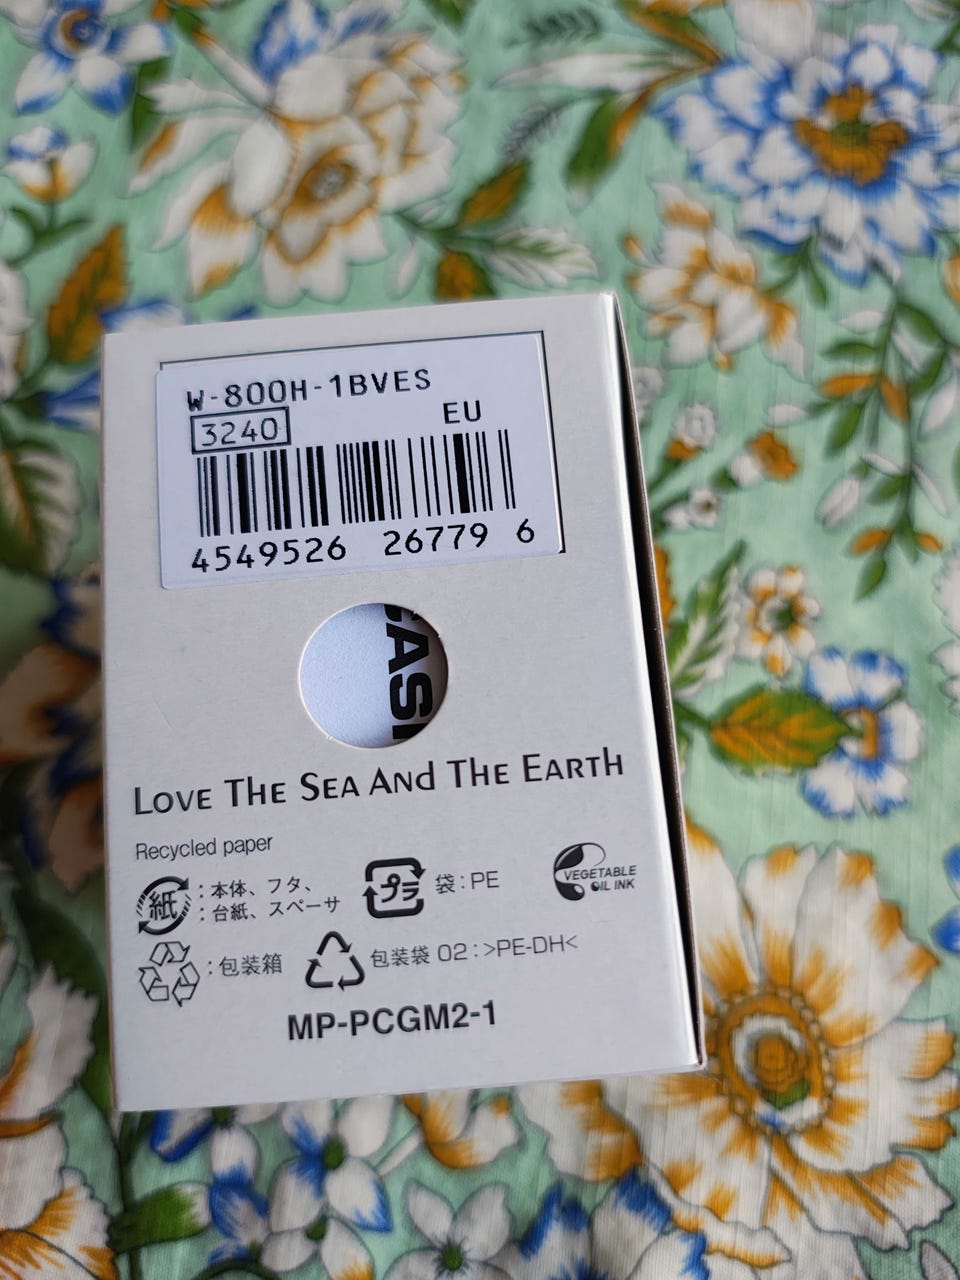 W-800H-1BVES
3240 EU
4549526 26779 6
CASI
LOVE THE SEA AND THE EARTH
Recycled paper
紙 : 本体、フタ、
: 台紙、スペーサ
プラ 袋 : PE
VEGETABLE
OIL INK
: 包装箱
包装袋 02 : >PE-DH<
MP-PCGM2-1